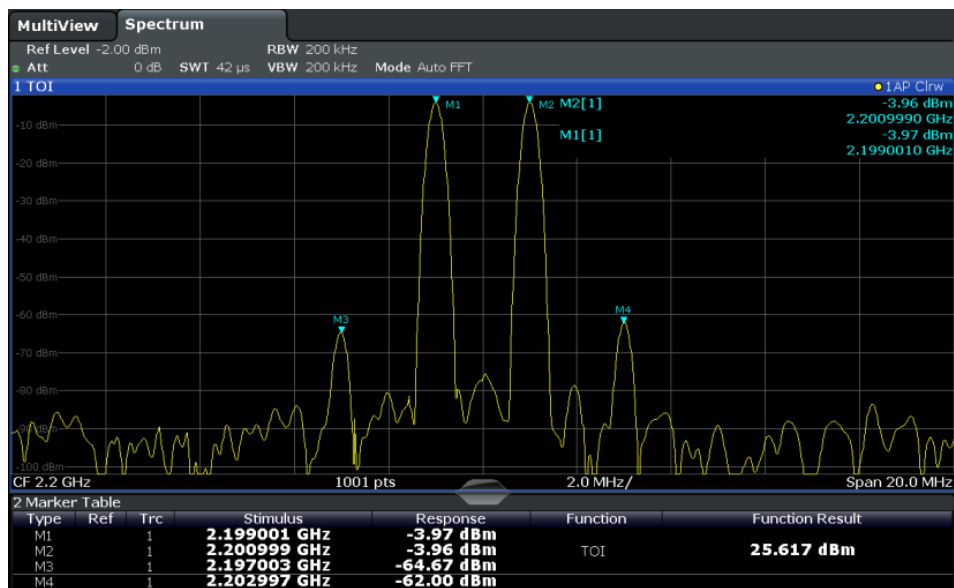 MultiView Spectrum
Ref Level -2.00 dBm RBW 200 kHz
Att 0 dB SWT 42 µs VBW 200 kHz Mode Auto FFT
1 TOI 1AP Clrw
M1 M2 M2[1] -3.96 dBm
2.2009990 GHz
-10 dBm
M1[1] -3.97 dBm
2.1990010 GHz
-20 dBm
-30 dBm
-40 dBm
-50 dBm
-60 dBm
M3 M4
-70 dBm
-80 dBm
-90 dBm
-100 dBm
CF 2.2 GHz 1001 pts 2.0 MHz/ Span 20.0 MHz
2 Marker Table
Type Ref Trc Stimulus Response Function Function Result
M1 1 2.199001 GHz -3.97 dBm
M2 1 2.200999 GHz -3.96 dBm TOI 25.617 dBm
M3 1 2.197003 GHz -64.67 dBm
M4 1 2.202997 GHz -62.00 dBm